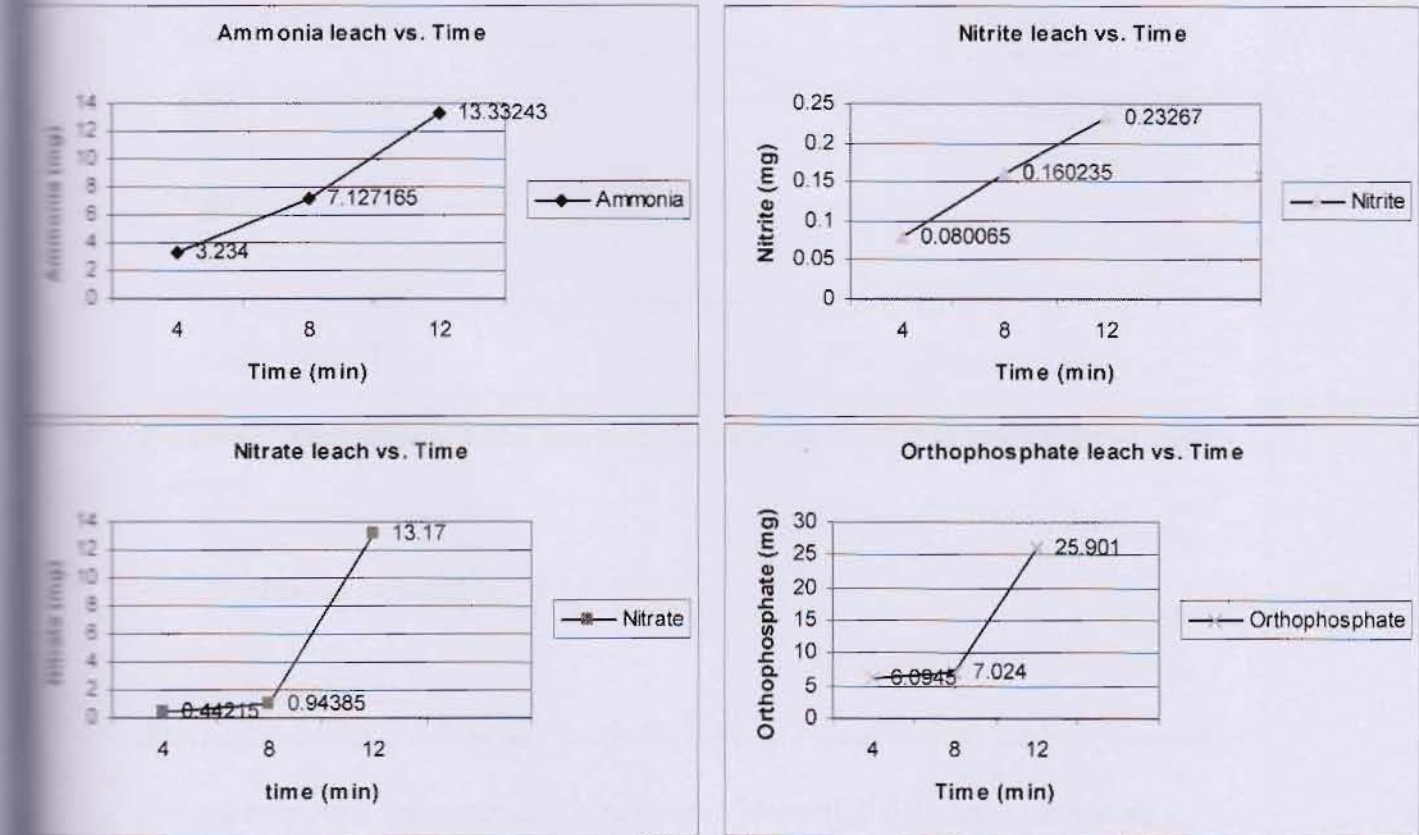 Ammonia leach vs. Time
14
12
10
8
6
4
2
0
Ammonia (mg)
13.33243
7.127165
3.234
Ammonia
4 8 12
Time (min)
Nitrite leach vs. Time
0.25
0.2
0.15
0.1
0.05
0
Nitrite (mg)
0.23267
0.160235
0.080065
Nitrite
4 8 12
Time (min)
Nitrate leach vs. Time
14
12
10
8
6
4
2
0
Nitrate (mg)
13.17
0.94385
0.44215
Nitrate
4 8 12
time (min)
Orthophosphate leach vs. Time
30
25
20
15
10
5
0
Orthophosphate (mg)
25.901
7.024
6.0945
Orthophosphate
4 8 12
Time (min)